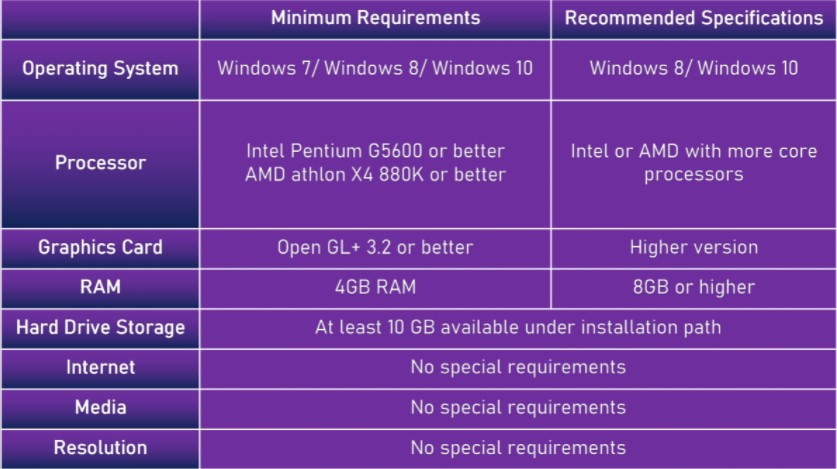 Minimum Requirements Recommended Specifications
Operating System Windows 7/ Windows 8/ Windows 10 Windows 8/ Windows 10
Processor
Intel Pentium G5600 or better
AMD athlon X4 880K or better
Intel or AMD with more core
processors
Graphics Card Open GL+ 3.2 or better Higher version
RAM 4GB RAM 8GB or higher
Hard Drive Storage At least 10 GB available under installation path
Internet No special requirements
Media No special requirements
Resolution No special requirements